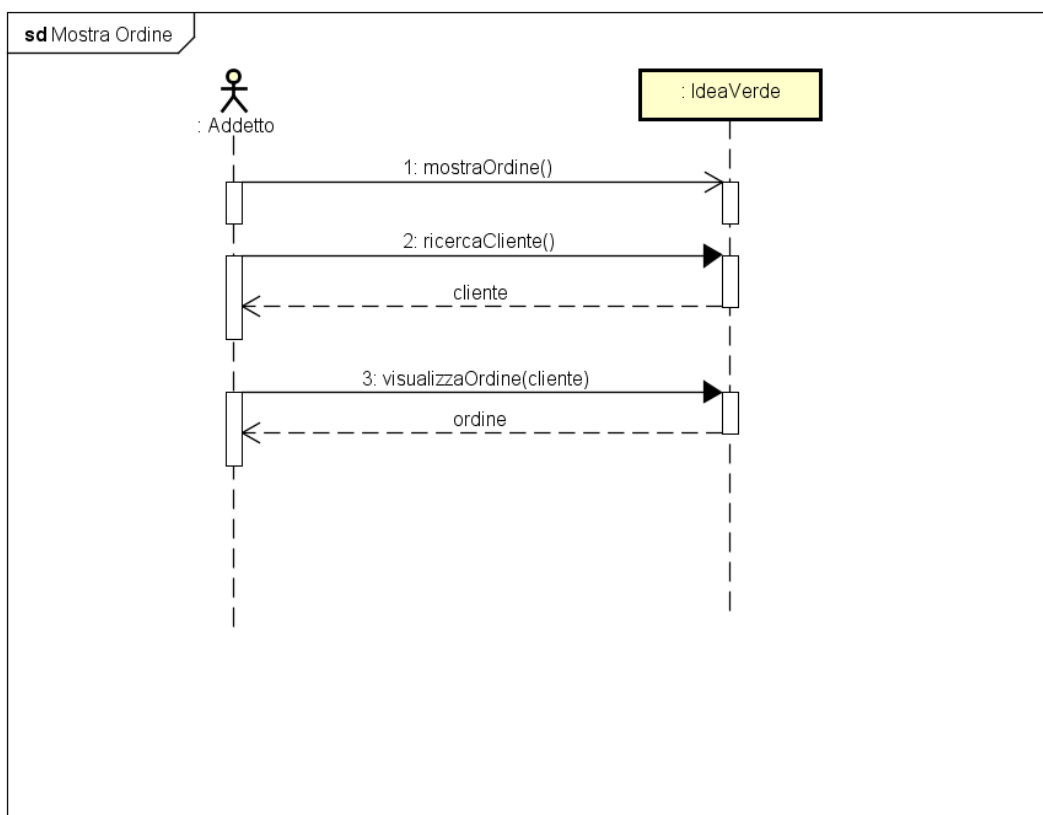 sd Mostra Ordine
: Addetto
: IdeaVerde
1: mostraOrdine()
2: ricercaCliente()
cliente
3: visualizzaOrdine(cliente)
ordine